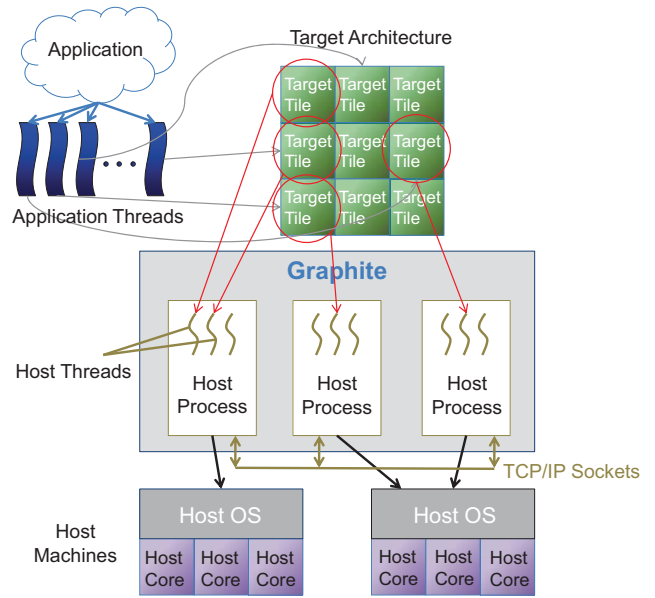 Application
Target Architecture
Target Target Target
Tile Tile Tile
Target Target Target
Tile Tile Tile
Target Target Target
Tile Tile Tile
Application Threads
Graphite
Host Threads
Host Host Host
Process Process Process
TCP/IP Sockets
Host OS Host OS
Host
Machines
Host Host Host Host Host Host
Core Core Core Core Core Core